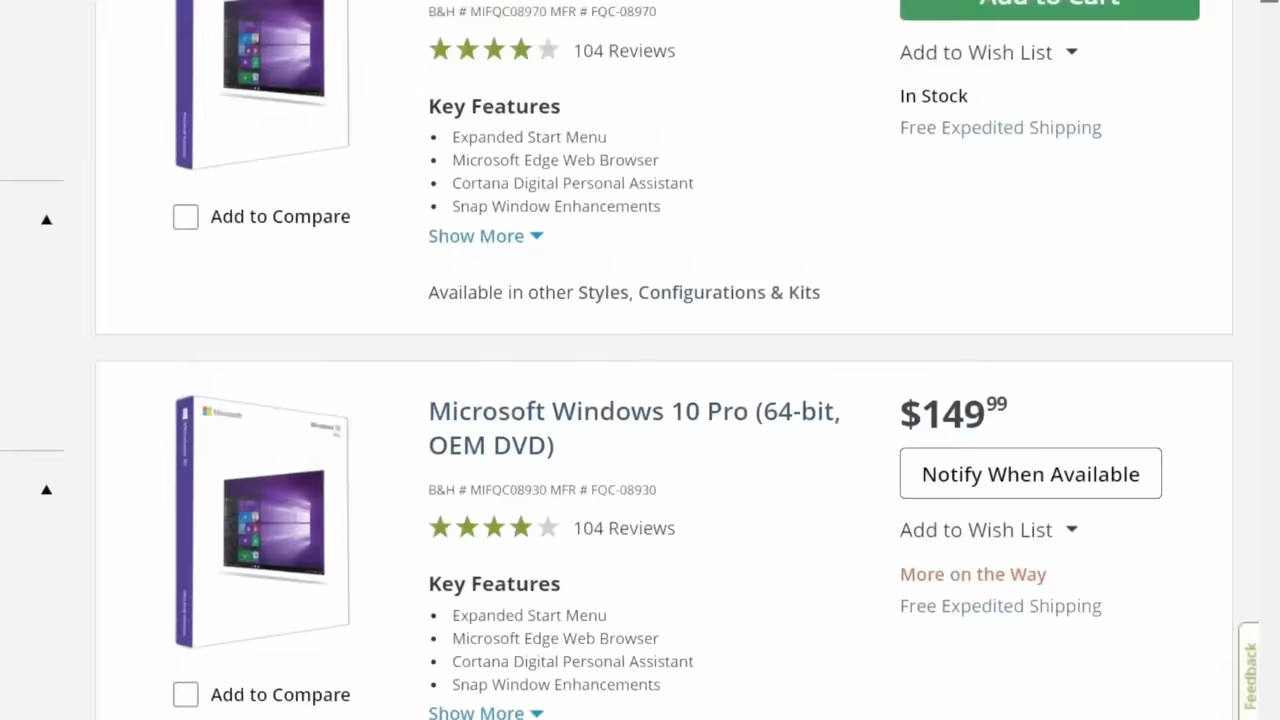 B&H # MIFQC08970 MFR # FQC-08970
Add to Cart
104 Reviews
Add to Wish List
Key Features
In Stock
Free Expedited Shipping
Expanded Start Menu
Microsoft Edge Web Browser
Cortana Digital Personal Assistant
Snap Window Enhancements
Add to Compare
Show More
Available in other Styles, Configurations & Kits
Microsoft
Windows 10
Microsoft Windows 10 Pro (64-bit,
OEM DVD)
$149.99
B&H # MIFQC08930 MFR # FQC-08930
Notify When Available
104 Reviews
Add to Wish List
Key Features
More on the Way
Free Expedited Shipping
Expanded Start Menu
Microsoft Edge Web Browser
Cortana Digital Personal Assistant
Snap Window Enhancements
Add to Compare
Show More
Feedback